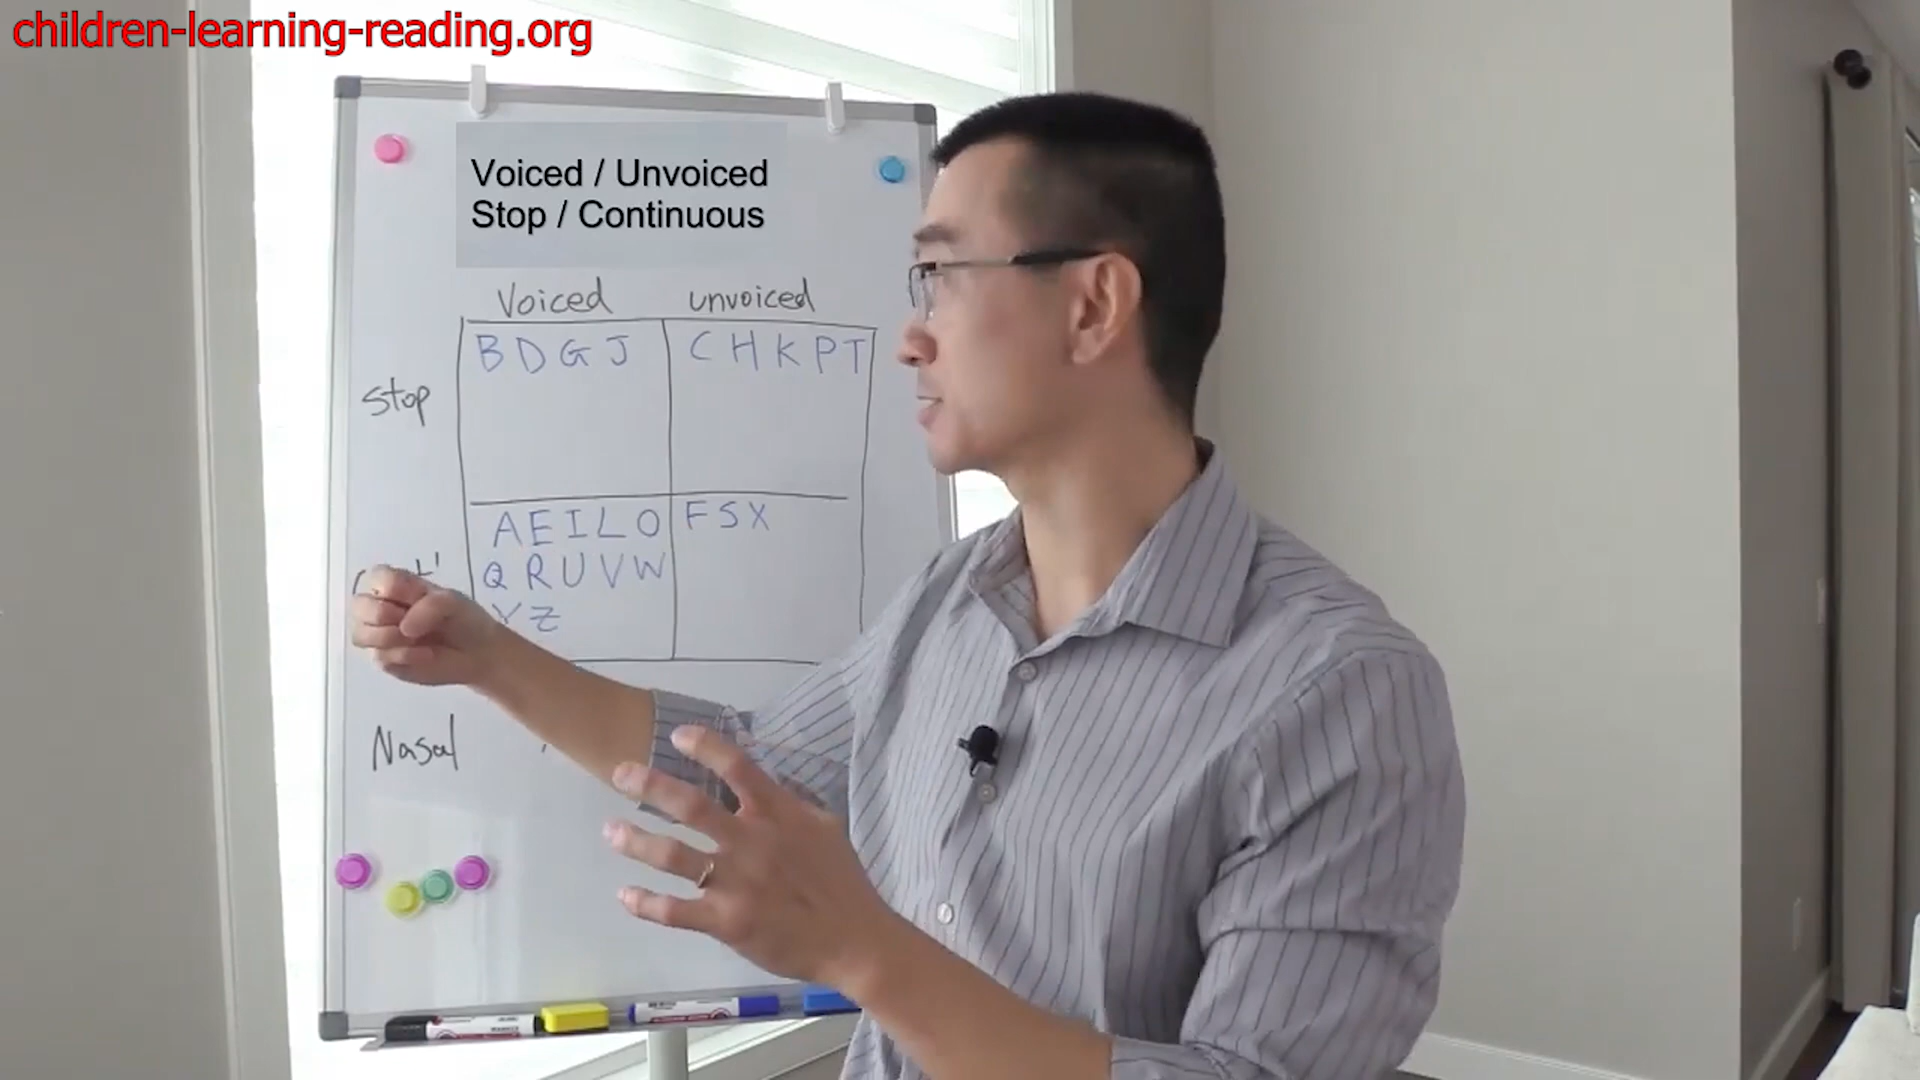 children-learning-reading.org
Voiced / Unvoiced
Stop / Continuous
Voiced unvoiced
B D G J C H K P T
Stop
A E I L O F S X
Q R U V W
Y Z
Nasal